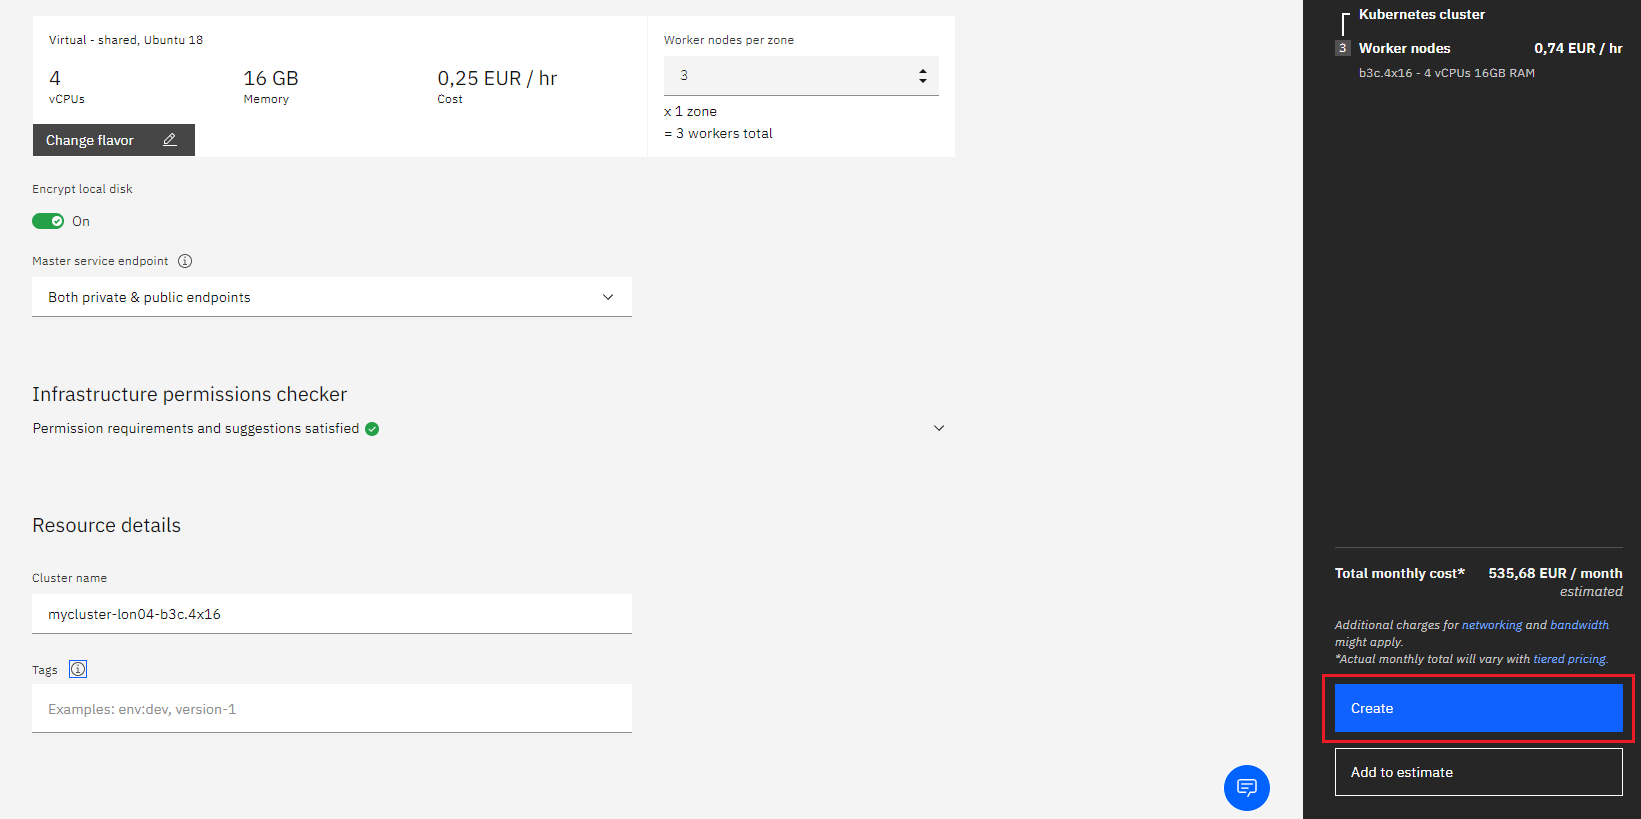 Virtual - shared, Ubuntu 18
4
vCPUs
16 GB
Memory
0,25 EUR / hr
Cost
Change flavor
Worker nodes per zone
3
x 1 zone
= 3 workers total
Encrypt local disk
On
Master service endpoint
Both private & public endpoints
Infrastructure permissions checker
Permission requirements and suggestions satisfied
Resource details
Cluster name
mycluster-lon04-b3c.4x16
Tags
Examples: env:dev, version-1
Kubernetes cluster
3 Worker nodes 0,74 EUR / hr
b3c.4x16 - 4 vCPUs 16GB RAM
Total monthly cost* 535,68 EUR / month
estimated
Additional charges for networking and bandwidth
might apply.
*Actual monthly total will vary with tiered pricing.
Create
Add to estimate